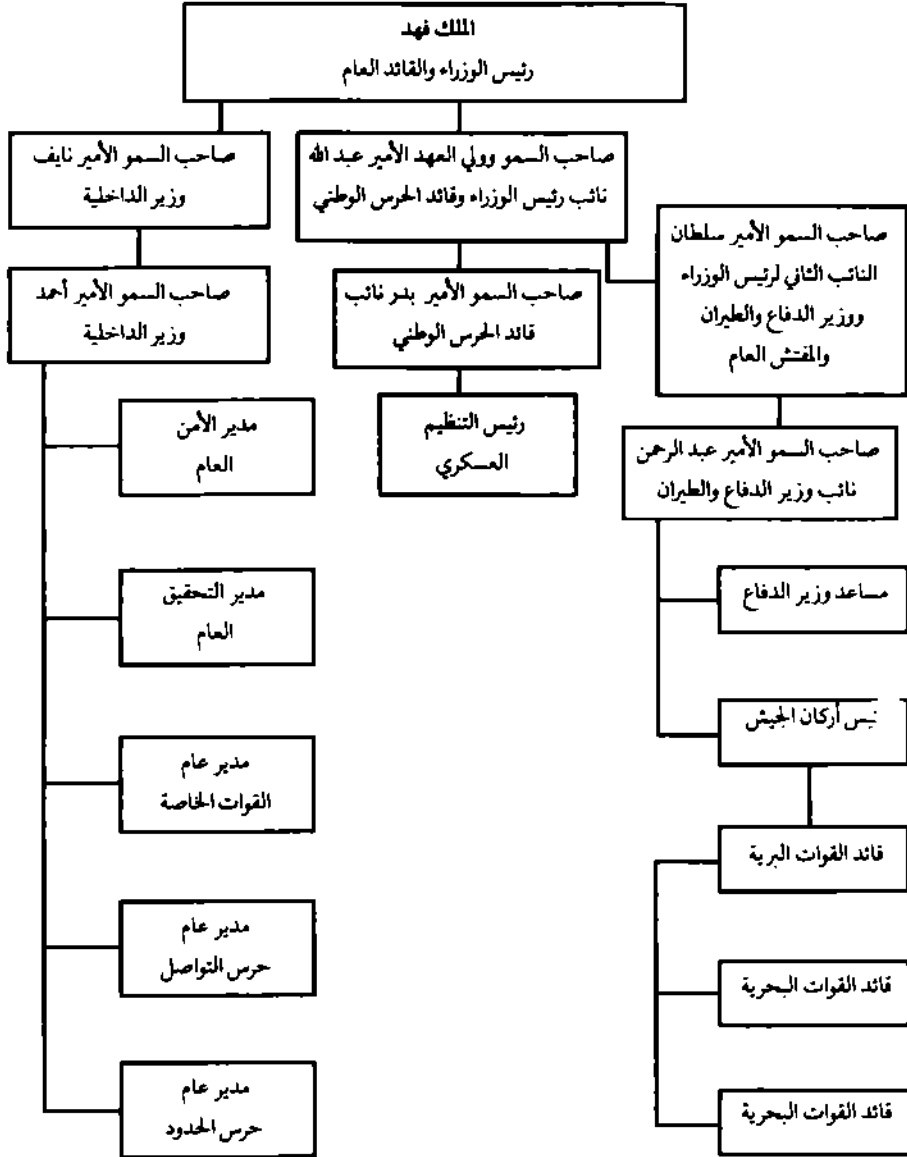 الملك فهد
رئيس الوزراء والقائد العام
صاحب السمو وولي العهد الأمير عبد الله
نائب رئيس الوزراء وقائد الحرس الوطني
صاحب السمو الأمير نايف
وزير الداخلية
صاحب السمو الأمير سلطان
النائب الثاني لرئيس الوزراء
ووزير الدفاع والطيران
والمفتش العام
صاحب السمو الأمير بدر نائب
قائد الحرس الوطني
صاحب السمو الأمير أحمد
وزير الداخلية
رئيس التنظيم
العسكري
صاحب السمو الأمير عبد الرحمن
نائب وزير الدفاع والطيران
مساعد وزير الدفاع
ئيس أركان الجيش
قائد القوات البرية
قائد القوات البحرية
قائد القوات البحرية
مدير الأمن
العام
مدير التحقيق
العام
مدير عام
القوات الخاصة
مدير عام
حرس التواصل
مدير عام
حرس الحدود